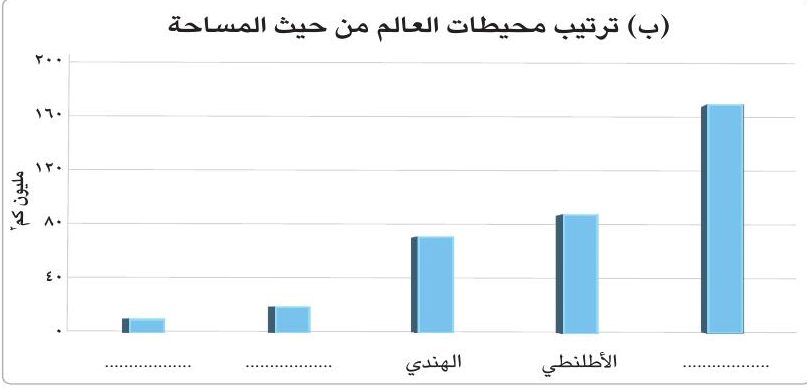 (ب) ترتيب محيطات العالم من حيث المساحة
٢٠٠
١٦٠
١٢٠
٨٠
٤٠
٠
مليون كم٢
................. الأطلنطي الهندي ................. .................